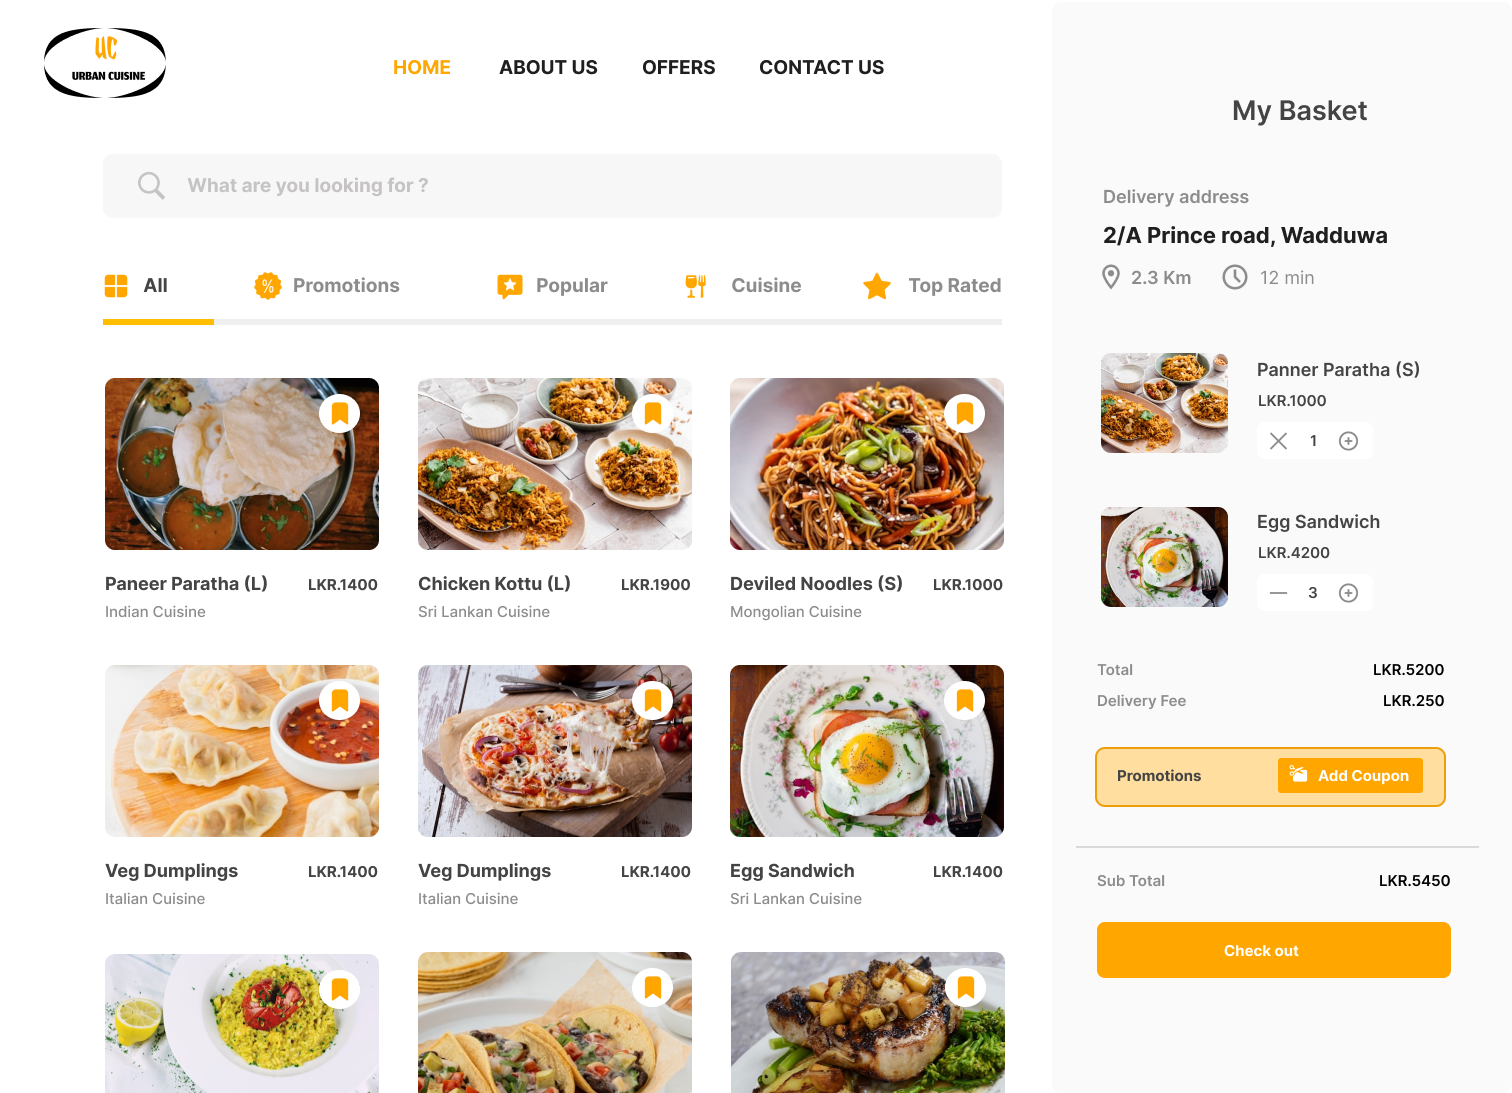 UC
URBAN CUISINE
HOME
ABOUT US
OFFERS
CONTACT US
What are you looking for ?
All
Promotions
Popular
Cuisine
Top Rated
Paneer Paratha (L) LKR.1400
Indian Cuisine
Chicken Kottu (L) LKR.1900
Sri Lankan Cuisine
Deviled Noodles (S) LKR.1000
Mongolian Cuisine
Veg Dumplings LKR.1400
Italian Cuisine
Veg Dumplings LKR.1400
Italian Cuisine
Egg Sandwich LKR.1400
Sri Lankan Cuisine
My Basket
Delivery address
2/A Prince road, Wadduwa
2.3 Km 12 min
Panner Paratha (S)
LKR.1000
1
Egg Sandwich
LKR.4200
3
Total LKR.5200
Delivery Fee LKR.250
Promotions Add Coupon
Sub Total LKR.5450
Check out